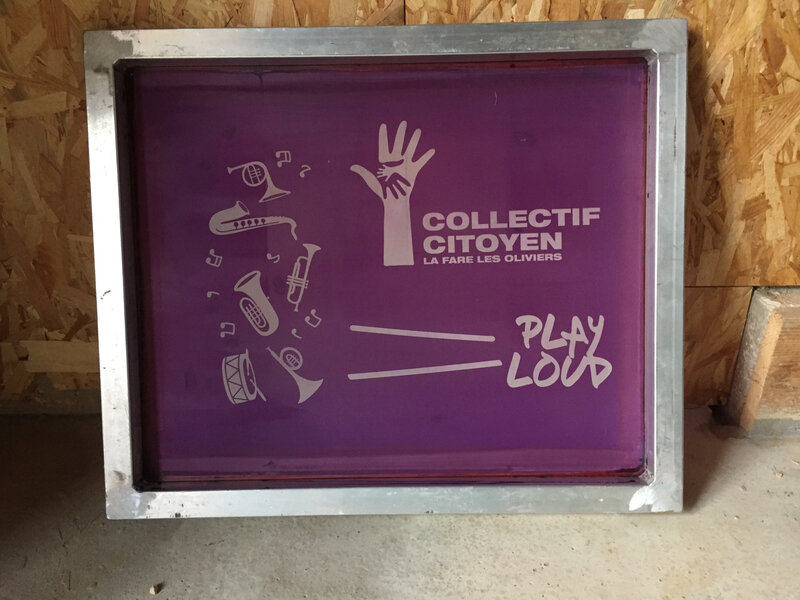 COLLECTIF
CITOYEN
LA FARE LES OLIVIERS
PLAY
LOUD